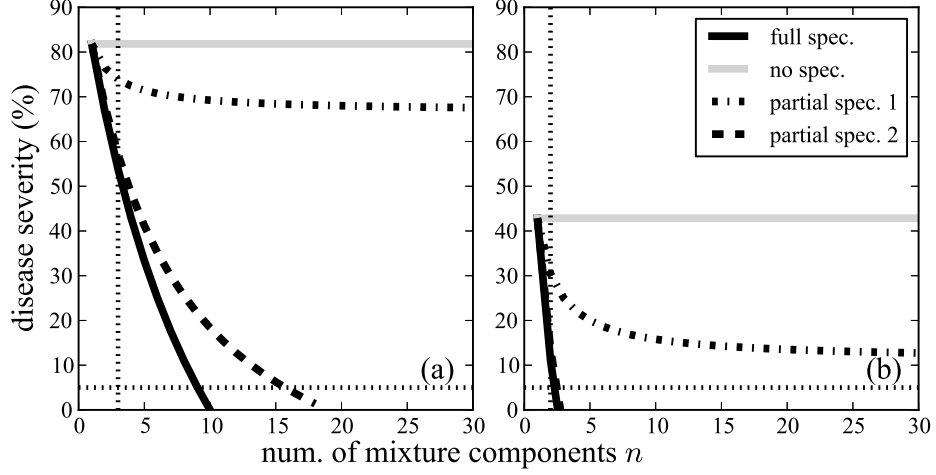 disease severity (%)
90
80
70
60
50
40
30
20
10
0
0 5 10 15 20 25 30
(a)
90
80
70
60
50
40
30
20
10
0
0 5 10 15 20 25 30
(b)
full spec.
no spec.
partial spec. 1
partial spec. 2
num. of mixture components n